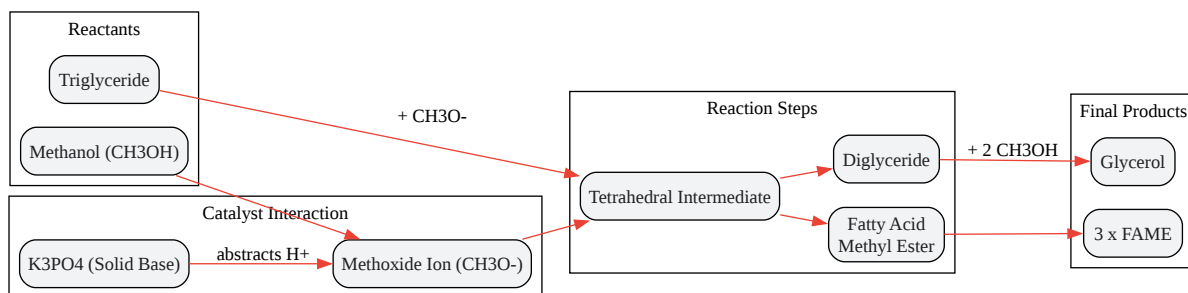 Reactants
Triglyceride
Methanol (CH3OH)
+ CH3O-
Catalyst Interaction
K3PO4 (Solid Base)
abstracts H+
Methoxide Ion (CH3O-)
Reaction Steps
Tetrahedral Intermediate
Diglyceride
Fatty Acid
Methyl Ester
+ 2 CH3OH
Final Products
Glycerol
3 x FAME